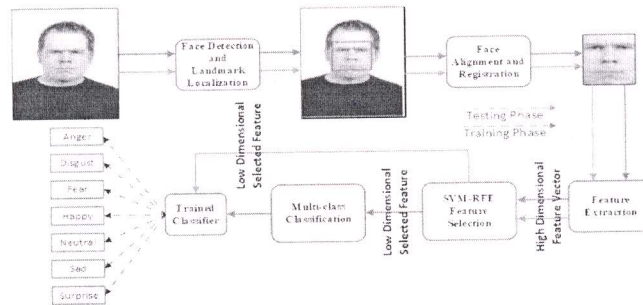 Face Detection
and
Landmark
Localization
Face
Alignment and
Registration
Testing Phase
Training Phase
Anger
Disgust
Fear
Happy
Neutral
Sad
Surprise
Trained
Classifier
Low Dimensional
Selected Feature
Multi-class
Classification
Low Dimensional
Selected Feature
SVM-RFE
Feature
Selection
High Dimensional
Feature Vector
Feature
Extraction